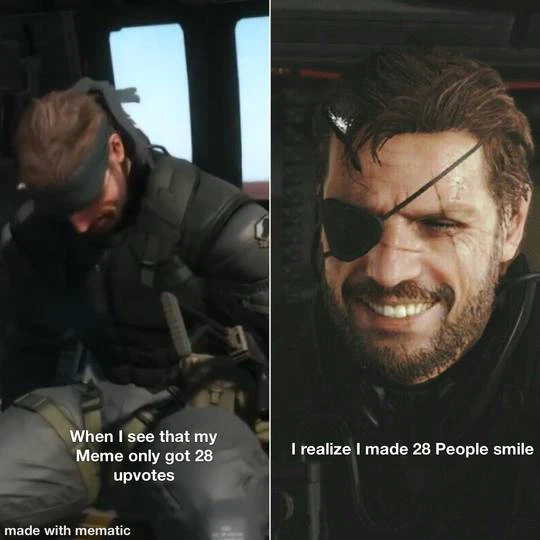 When I see that my
Meme only got 28
upvotes
I realize I made 28 People smile
made with mematic